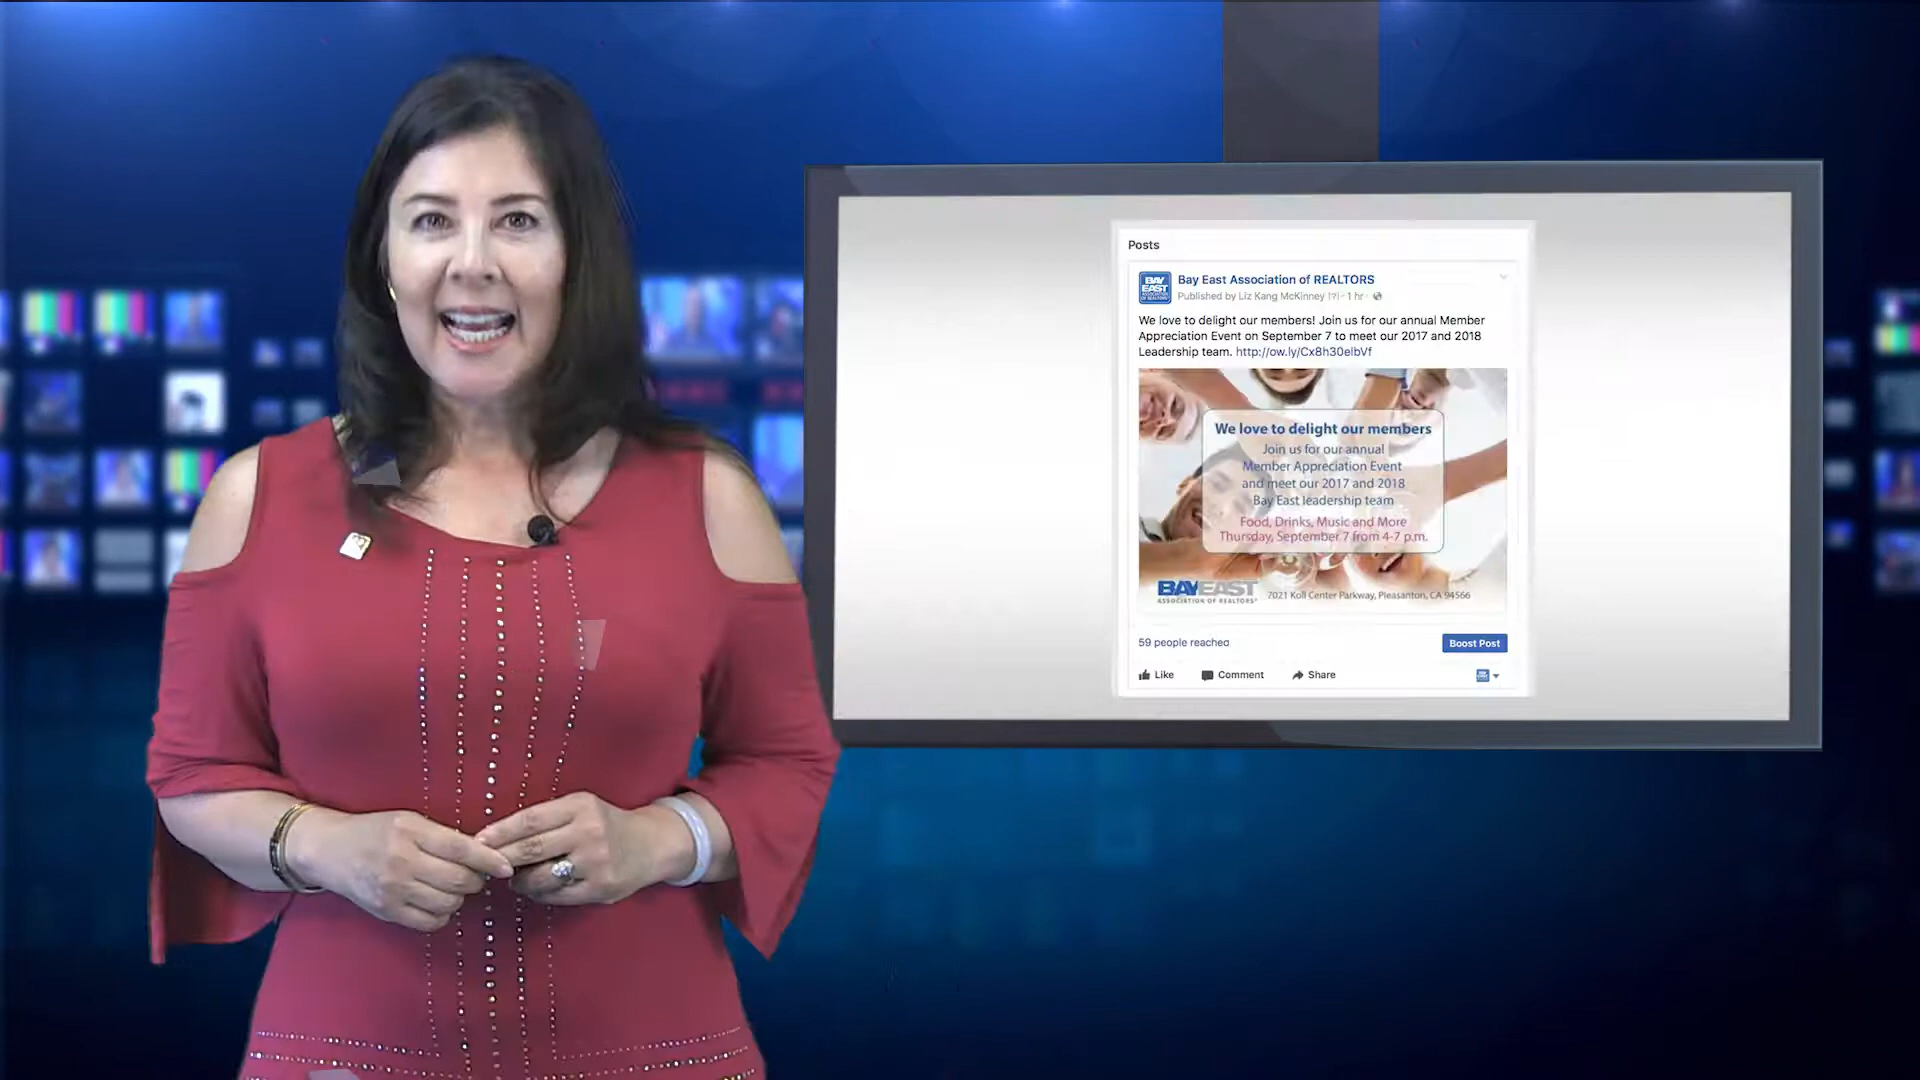 Posts
BAY
EAST
Bay East Association of REALTORS
Published by Liz Kang McKinney [?] · 1 hr ·
We love to delight our members! Join us for our annual Member
Appreciation Event on September 7 to meet our 2017 and 2018
Leadership team. http://ow.ly/Cx8h30elbVf
We love to delight our members
Join us for our annual
Member Appreciation Event
and meet our 2017 and 2018
Bay East leadership team
Food, Drinks, Music and More
Thursday, September 7 from 4-7 p.m.
BAYEAST
ASSOCIATION OF REALTORS®
7021 Koll Center Parkway, Pleasanton, CA 94566
59 people reached
Boost Post
Like Comment Share